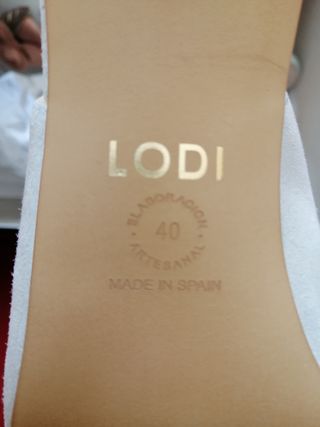 LODI
ELABORACION
40
ARTESANAL
MADE IN SPAIN